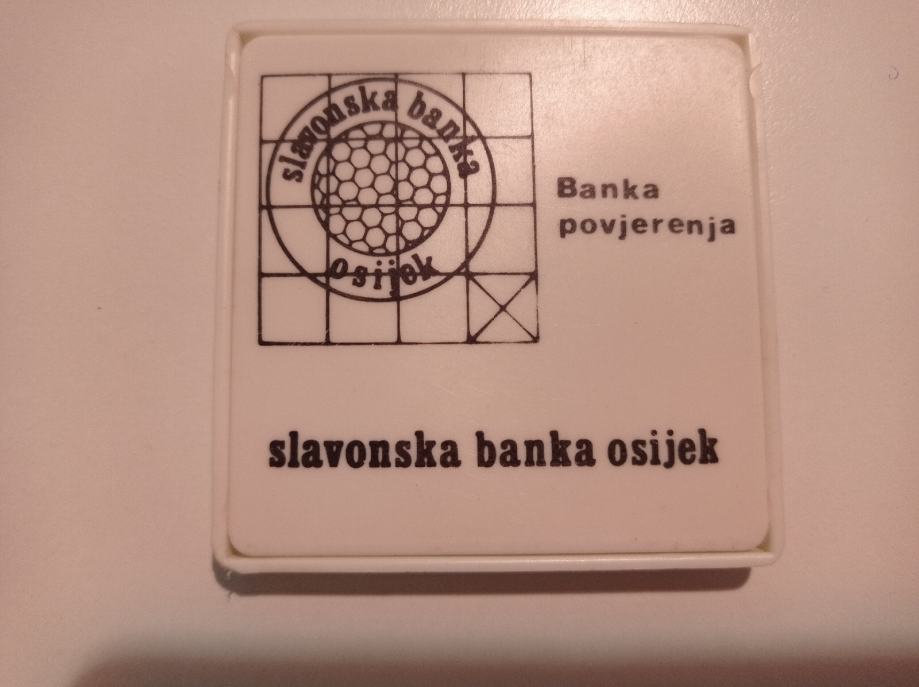 slavonska banka
osijek
Banka
povjerenja
slavonska banka osijek